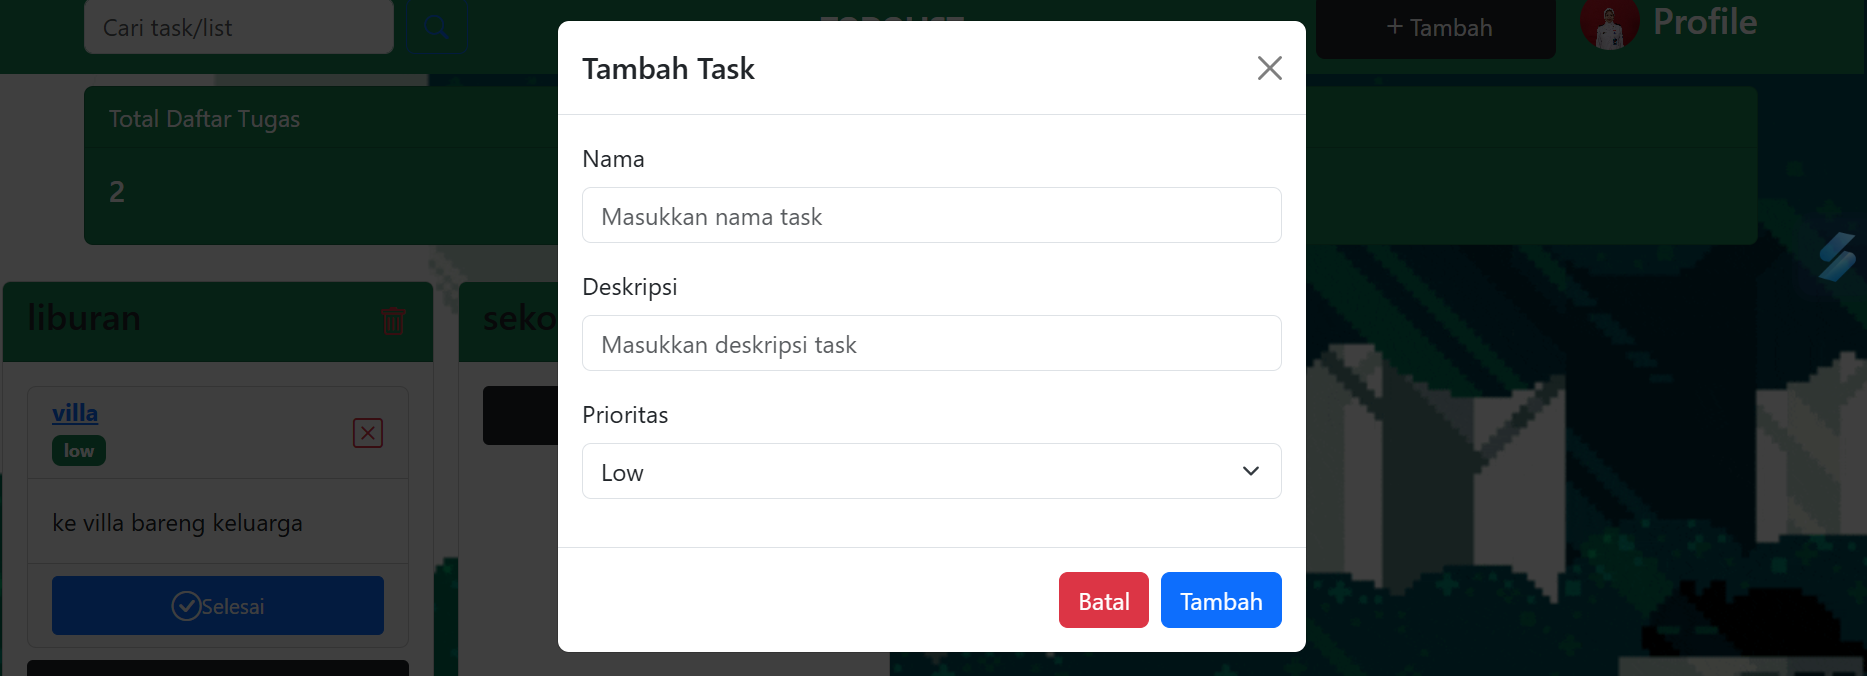 Cari task/list
+ Tambah
Profile
Total Daftar Tugas
2
liburan
villa
low
ke villa bareng keluarga
Selesai
Tambah Task
Nama
Masukkan nama task
Deskripsi
Masukkan deskripsi task
Prioritas
Low
Batal
Tambah